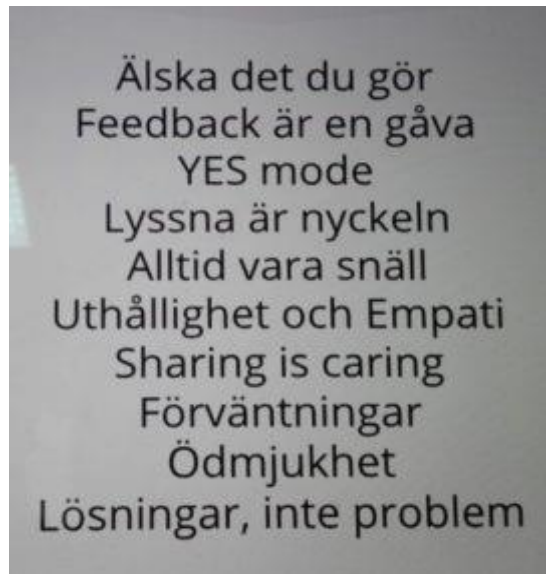 Älska det du gör
Feedback är en gåva
YES mode
Lyssna är nyckeln
Alltid vara snäll
Uthållighet och Empati
Sharing is caring
Förväntningar
Ödmjukhet
Lösningar, inte problem